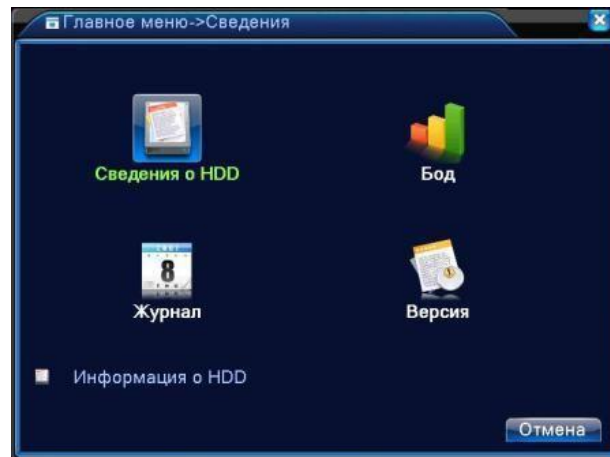 Главное меню->Сведения
Сведения о HDD
Бод
8
Журнал
Версия
Информация о HDD
Отмена